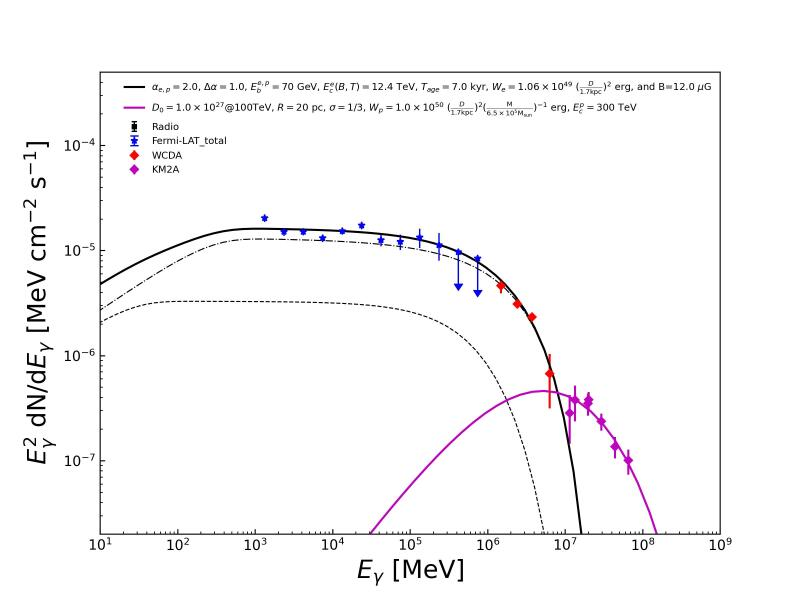 α_{e,p} = 2.0, Δα = 1.0, E_b^{e,p} = 70 GeV, E_c^e(B, T) = 12.4 TeV, T_{age} = 7.0 kyr, W_e = 1.06 × 10^{49} (D/1.7kpc)^2 erg, and B=12.0 μG
D_0 = 1.0 × 10^{27}@100TeV, R = 20 pc, σ = 1/3, W_p = 1.0 × 10^{50} (D/1.7kpc)^2(M/6.5 × 10^5M_{sun})^{-1} erg, E_c^p = 300 TeV
Radio
Fermi-LAT_total
WCDA
KM2A
10^{-4}
10^{-5}
10^{-6}
10^{-7}
E_γ^2 dN/dE_γ [MeV cm^{-2} s^{-1}]
10^1 10^2 10^3 10^4 10^5 10^6 10^7 10^8 10^9
E_γ [MeV]